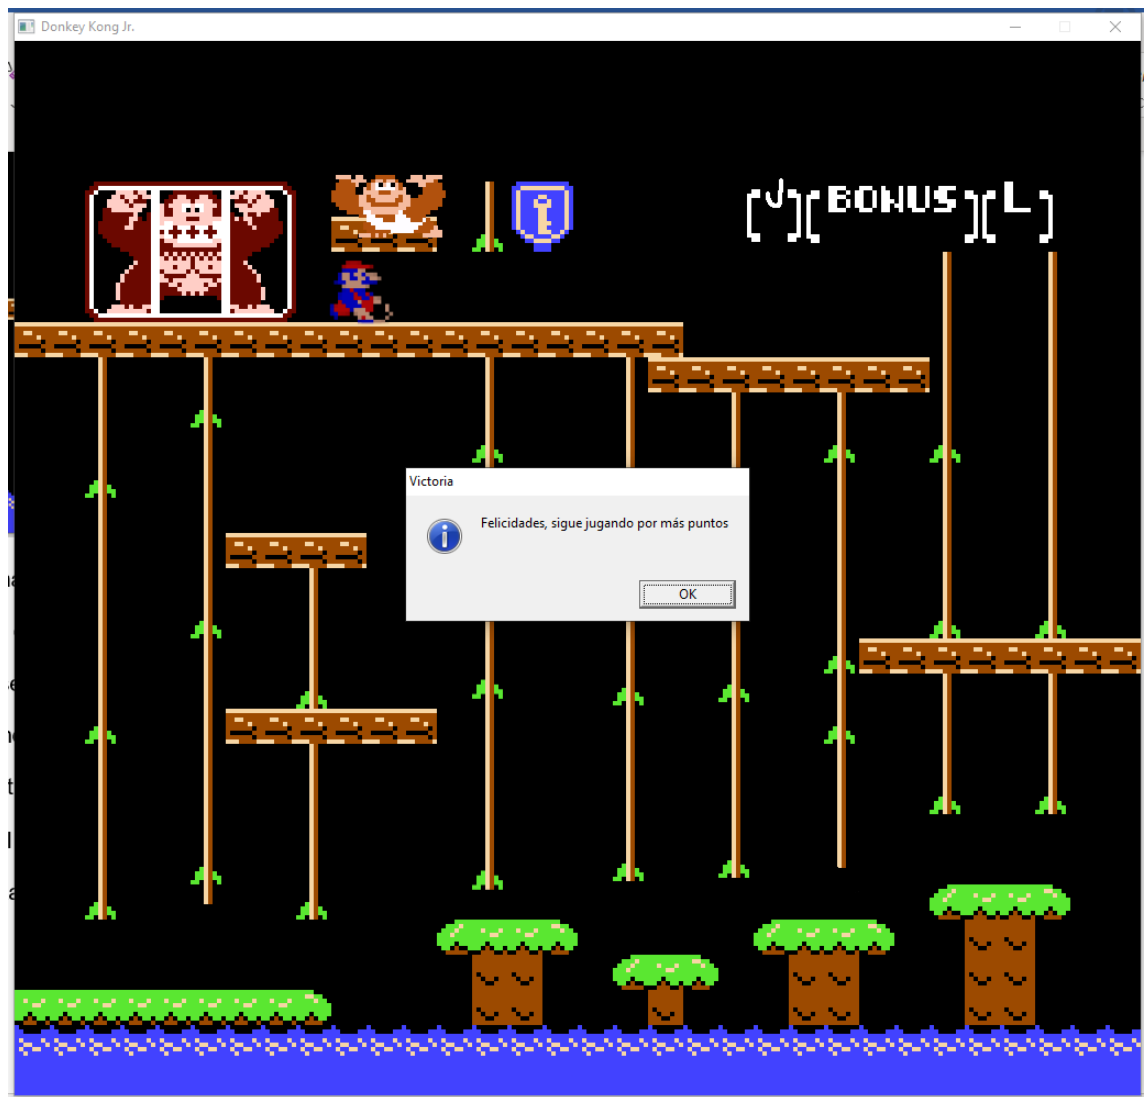 Donkey Kong Jr.
[J][BONUS][L]
Victoria
Felicidades, sigue jugando por más puntos
OK